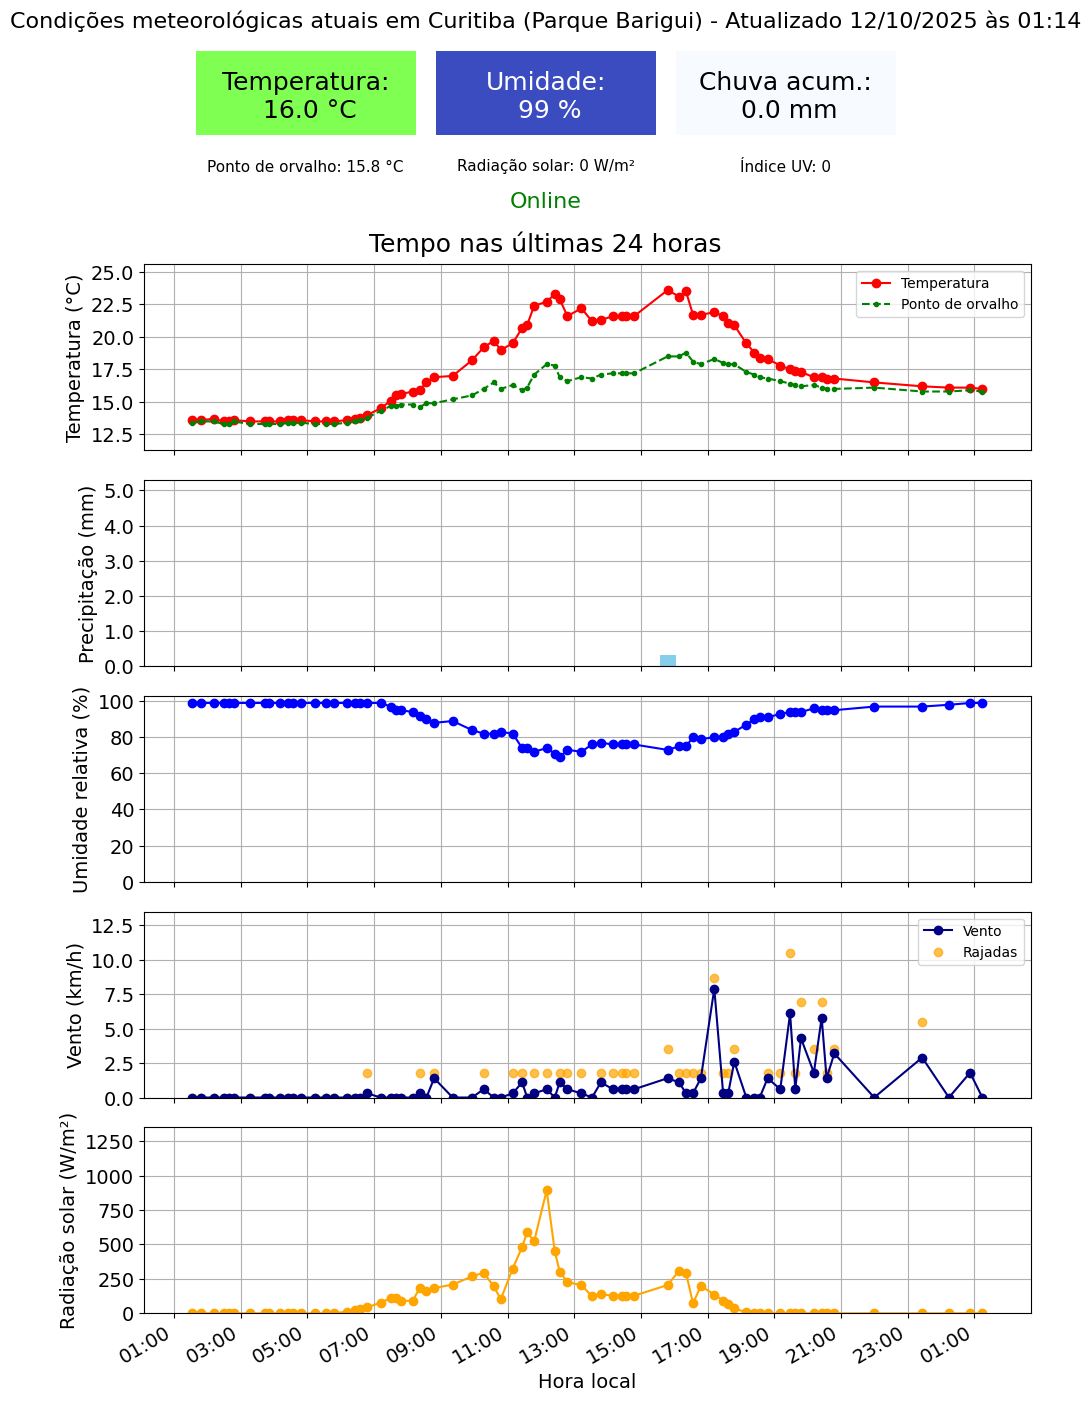 Condições meteorológicas atuais em Curitiba (Parque Barigui) - Atualizado 12/10/2025 às 01:14
Temperatura:
16.0 °C
Umidade:
99 %
Chuva acum.:
0.0 mm
Ponto de orvalho: 15.8 °C
Radiação solar: 0 W/m²
Índice UV: 0
Online
Tempo nas últimas 24 horas
Temperatura (°C)
25.0
22.5
20.0
17.5
15.0
12.5
Temperatura
Ponto de orvalho
Precipitação (mm)
5.0
4.0
3.0
2.0
1.0
0.0
Umidade relativa (%)
100
80
60
40
20
0
Vento (km/h)
12.5
10.0
7.5
5.0
2.5
0.0
Vento
Rajadas
Radiação solar (W/m²)
1250
1000
750
500
250
0
01:00 03:00 05:00 07:00 09:00 11:00 13:00 15:00 17:00 19:00 21:00 23:00 01:00
Hora local